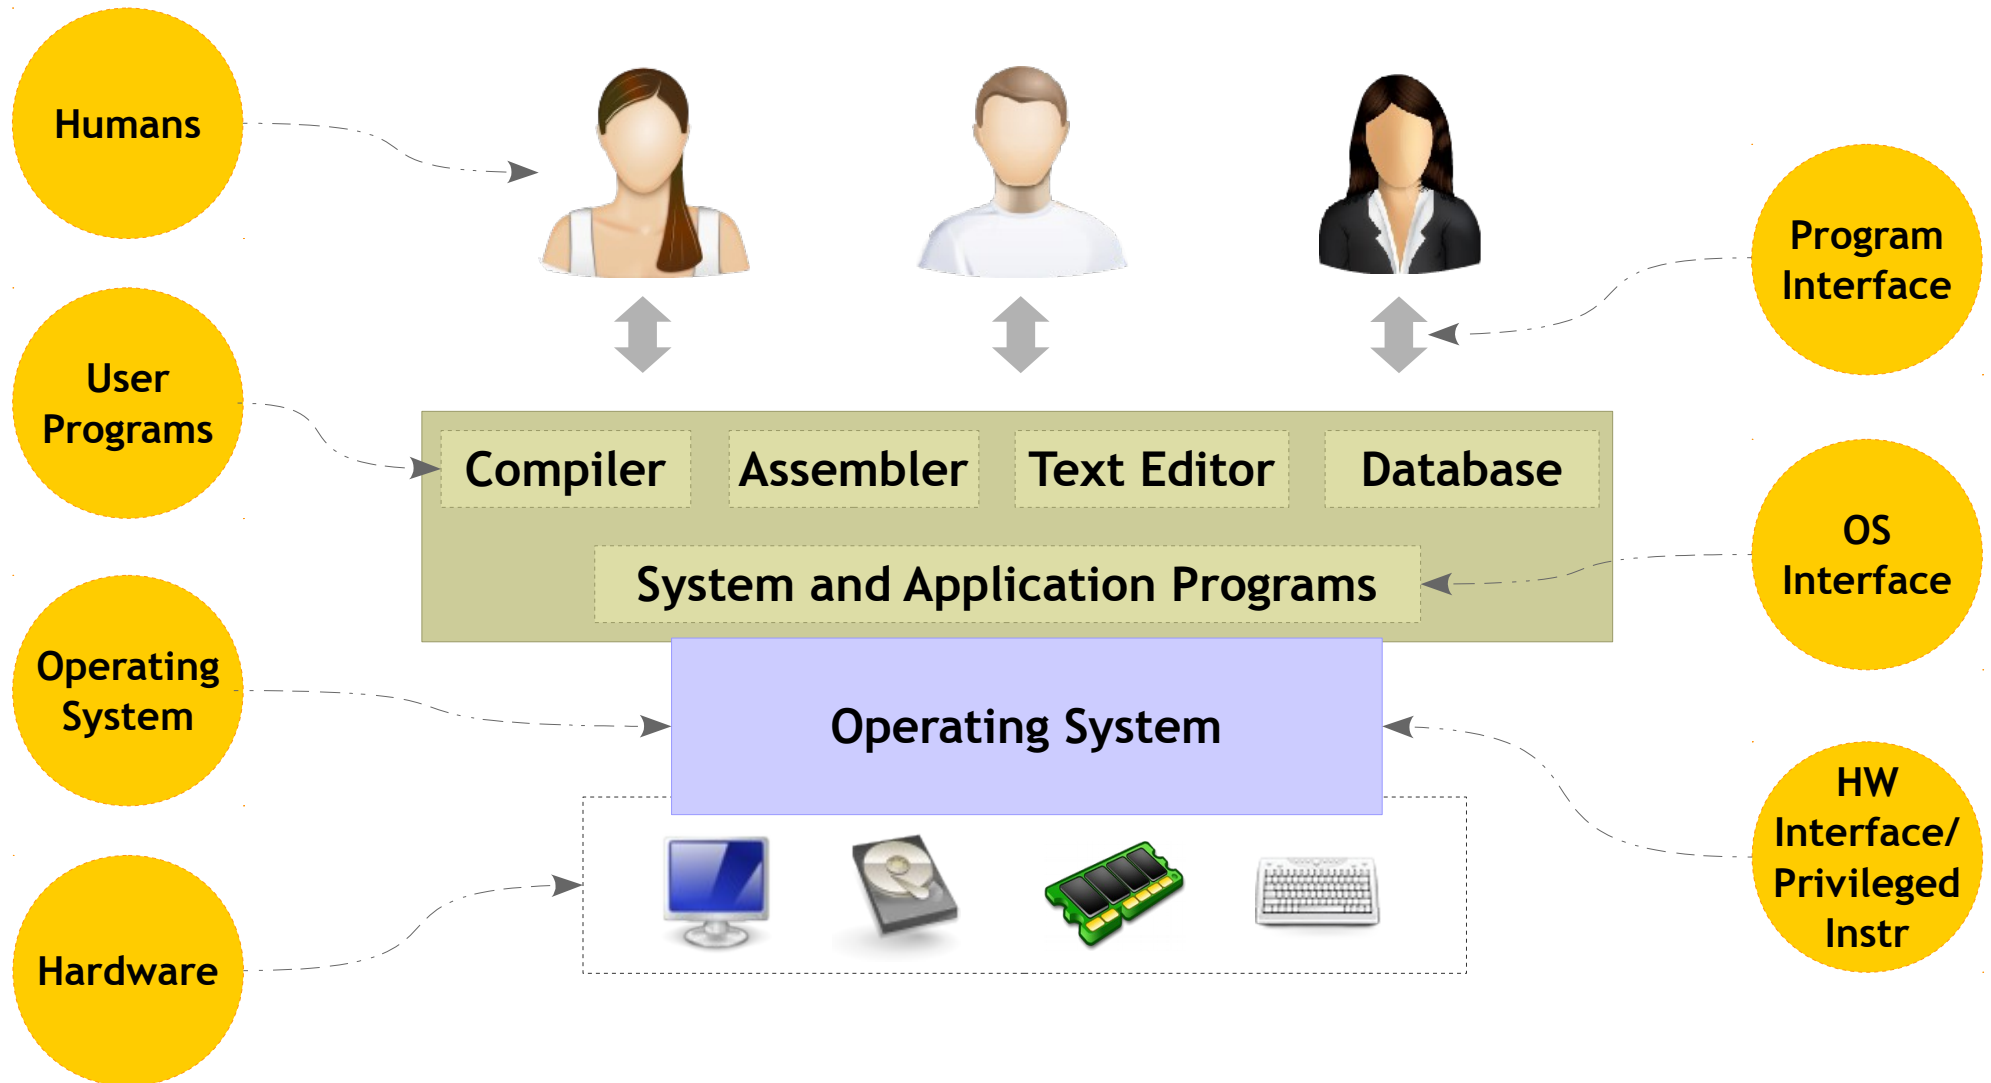 Humans
Program
Interface
User
Programs
Compiler
Assembler
Text Editor
Database
OS
Interface
System and Application Programs
Operating
System
Operating System
HW
Interface/
Privileged
Instr
Hardware